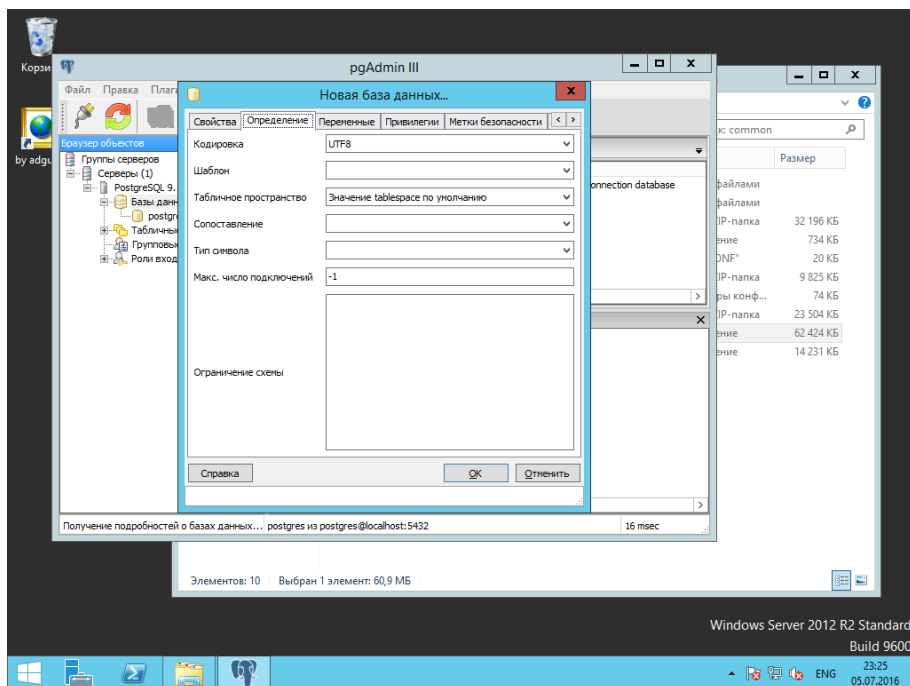 Корзи
by adgu
pgAdmin III
Файл Правка Плаги
Браузер объектов
Группы серверов
Серверы (1)
PostgreSQL 9.
Базы данн
postgre
Табличны
Групповы
Роли вход
onnection database
Новая база данных...
Свойства Определение Переменные Привилегии Метки безопасности
Кодировка UTF8
Шаблон
Табличное пространство Значение tablespace по умолчанию
Сопоставление
Тип символа
Макс. число подключений -1
Ограничение схемы
Справка OK Отменить
Получение подробностей о базах данных... postgres из postgres@localhost:5432 16 msec
к: common
Размер
файлами
файлами
IP-папка 32 196 КБ
ение 734 КБ
ONF" 20 КБ
IP-папка 9 825 КБ
ры конф... 74 КБ
IP-папка 23 504 КБ
ение 62 424 КБ
ение 14 231 КБ
Элементов: 10 Выбран 1 элемент: 60,9 МБ
Windows Server 2012 R2 Standard
Build 9600
ENG
23:25
05.07.2016